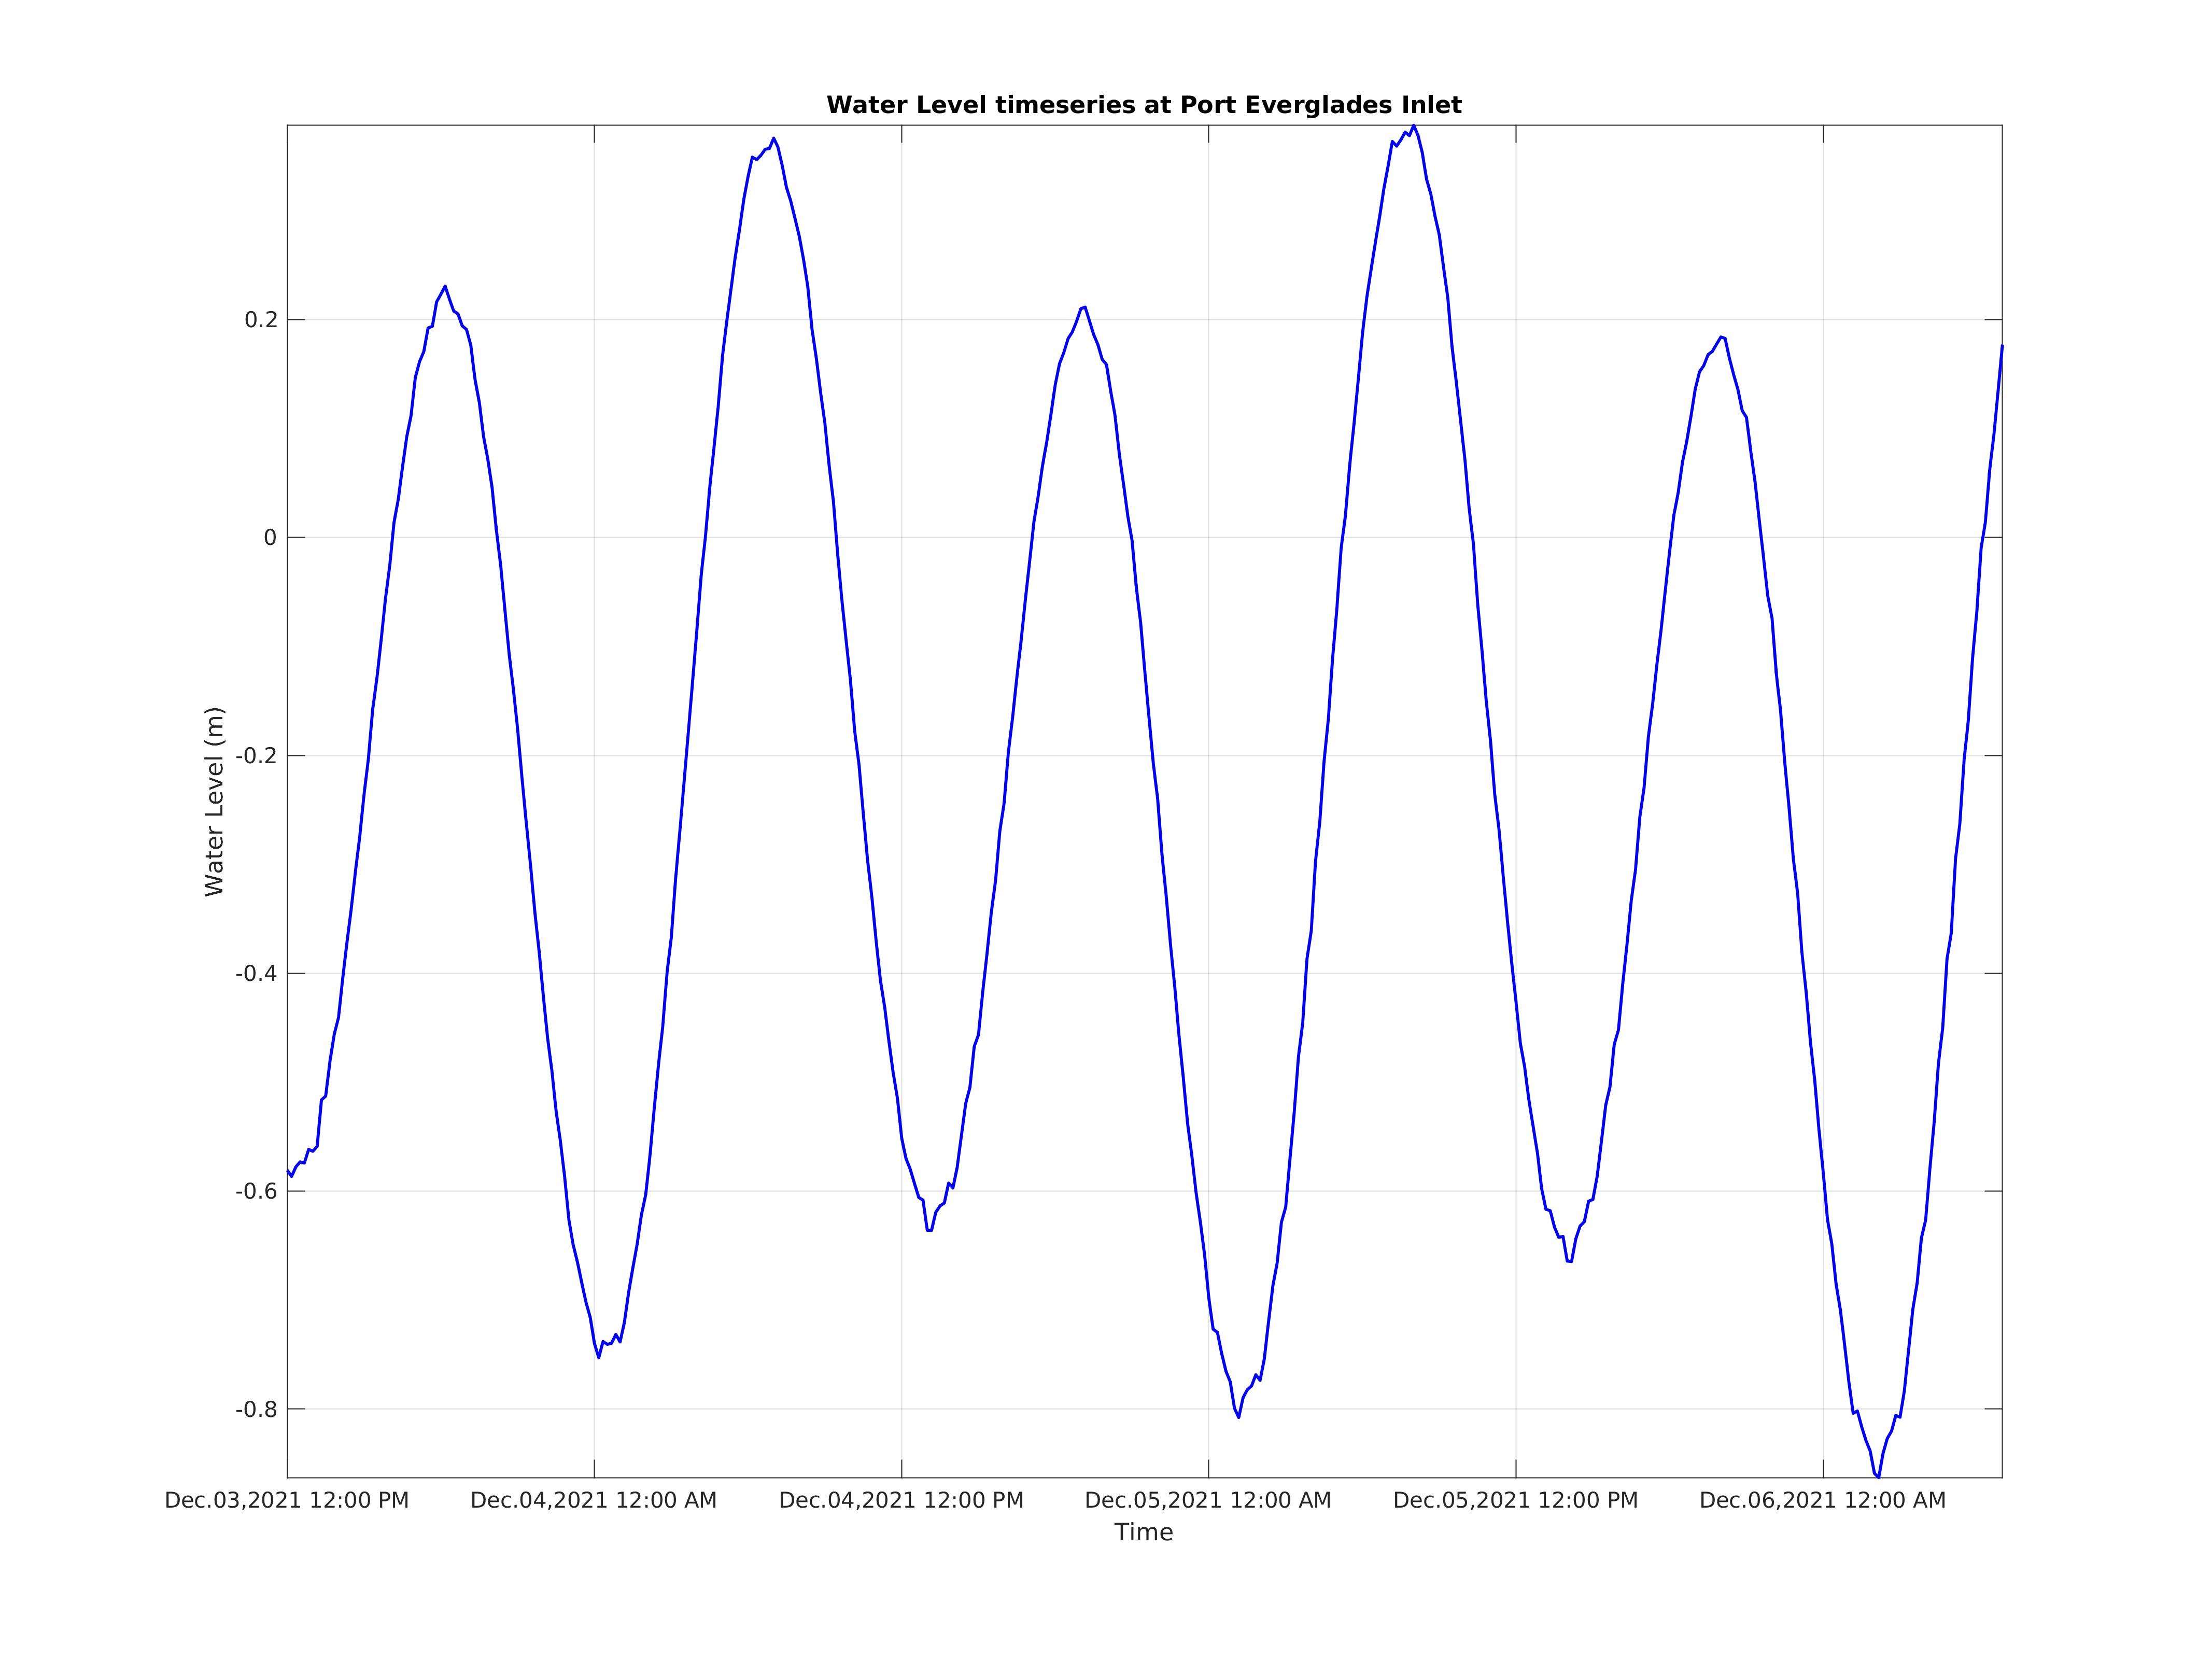 Water Level timeseries at Port Everglades Inlet
0.2
0
-0.2
-0.4
-0.6
-0.8
Water Level (m)
Dec.03,2021 12:00 PM
Dec.04,2021 12:00 AM
Dec.04,2021 12:00 PM
Dec.05,2021 12:00 AM
Dec.05,2021 12:00 PM
Dec.06,2021 12:00 AM
Time